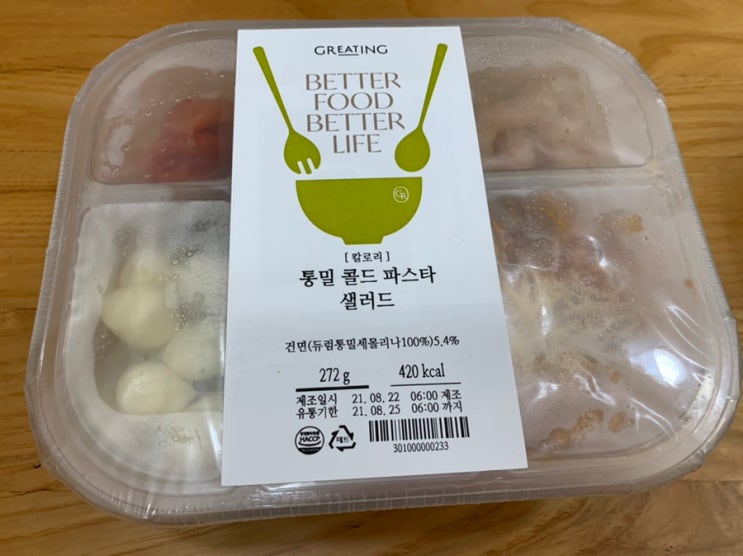 GREATING
BETTER
FOOD
BETTER
LIFE
GR
[ 칼로리 ]
통밀 콜드 파스타
샐러드
건면(듀럼통밀세몰리나100%)5.4%
272 g 420 kcal
제조일시 21. 08. 22 06:00 제조
유통기한 21. 08. 25 06:00 까지
HACCP
페트
301000000233